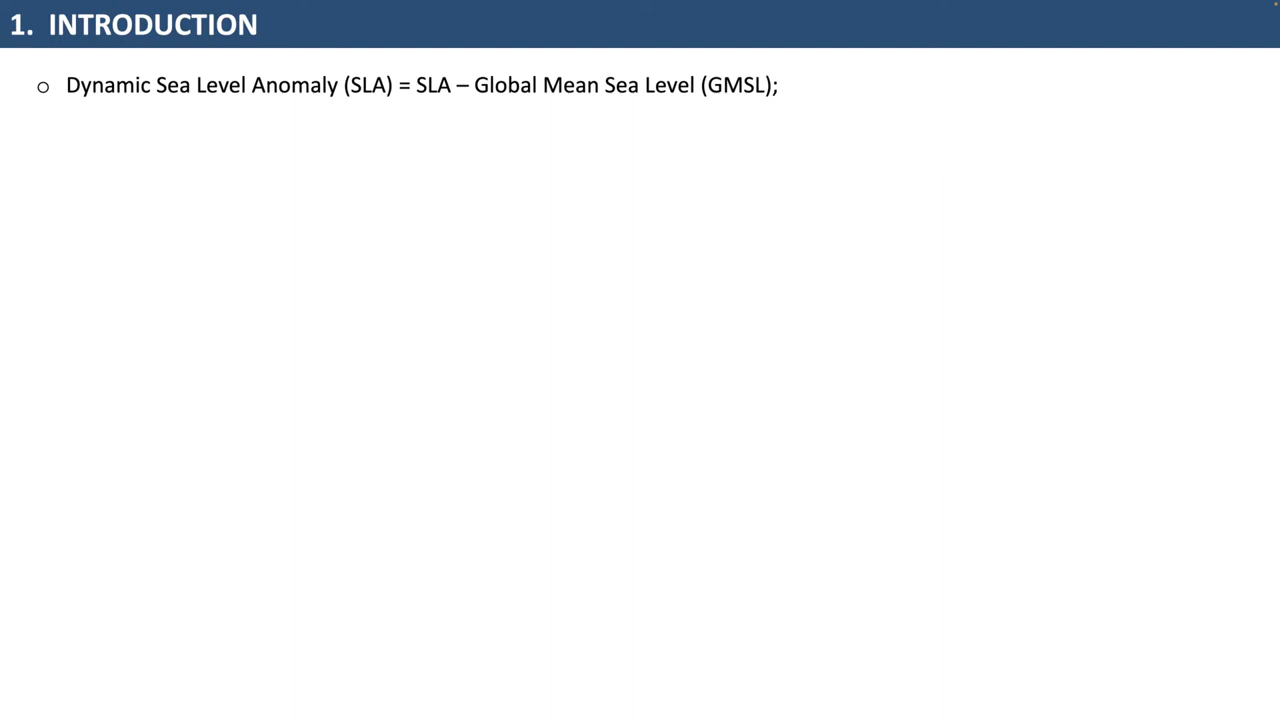 1. INTRODUCTION
o Dynamic Sea Level Anomaly (SLA) = SLA – Global Mean Sea Level (GMSL);